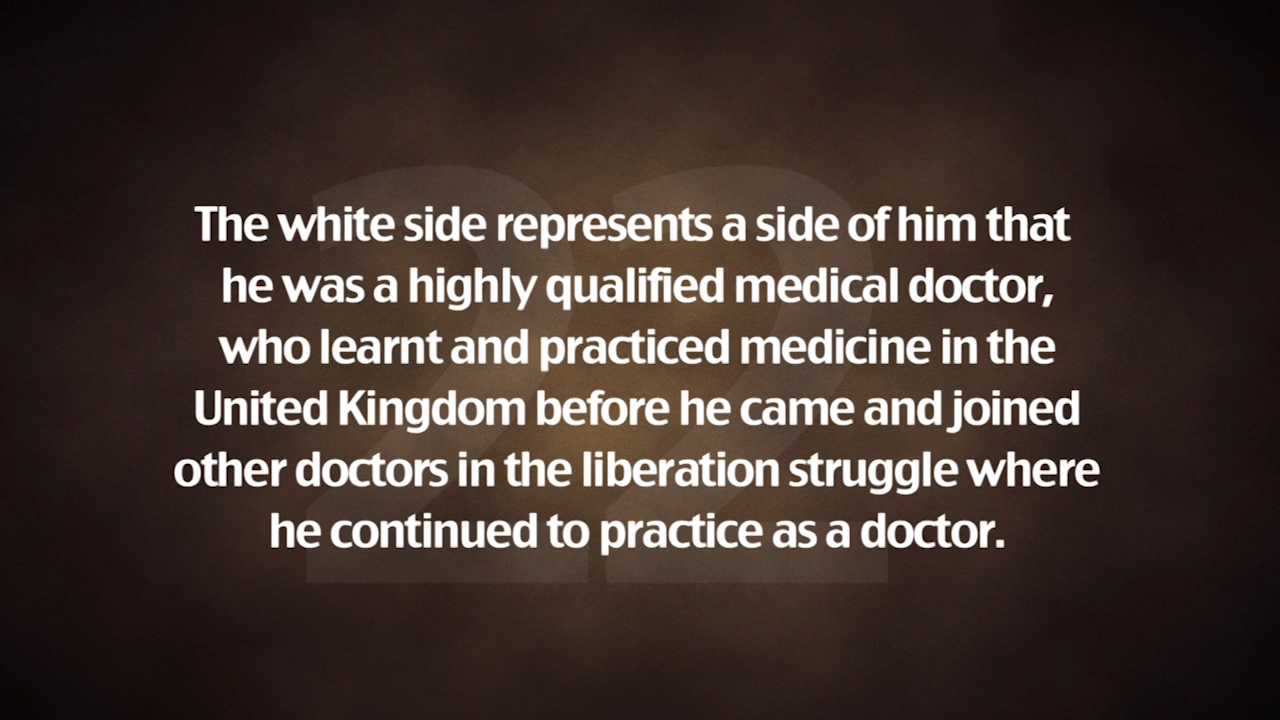 The white side represents a side of him that
he was a highly qualified medical doctor,
who learnt and practiced medicine in the
United Kingdom before he came and joined
other doctors in the liberation struggle where
he continued to practice as a doctor.
22